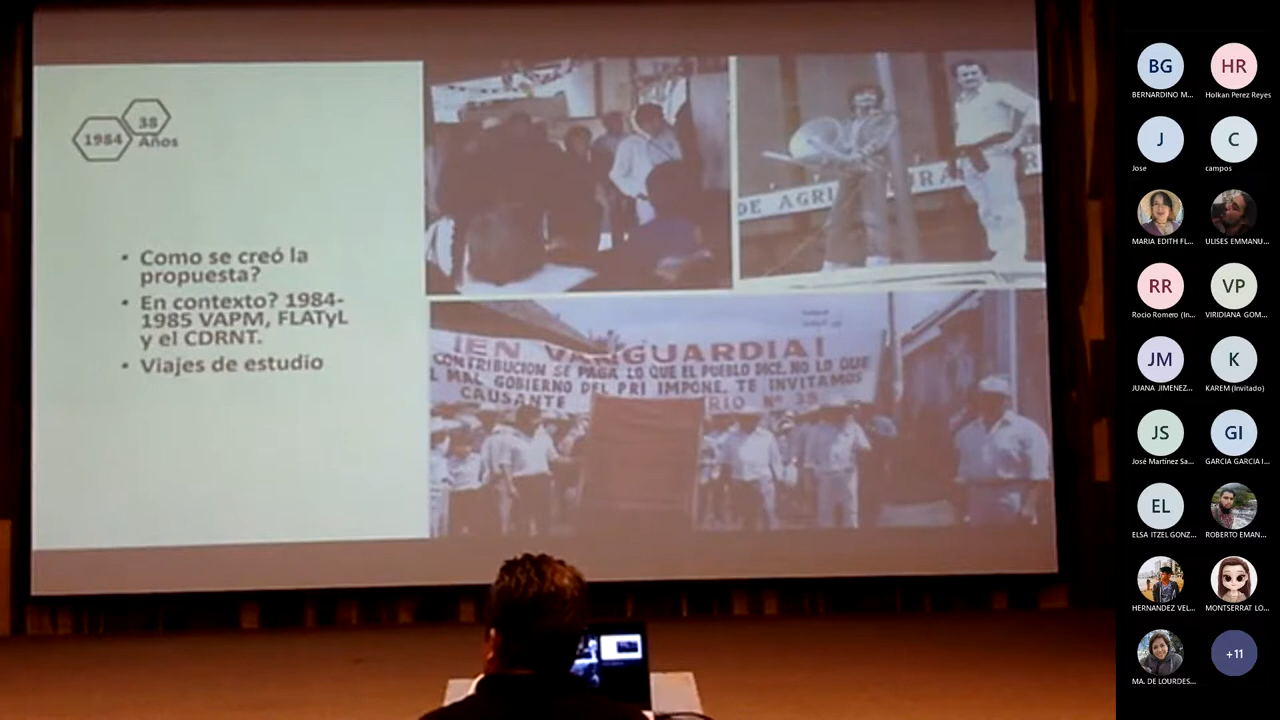 38
1984 Años
• Como se creó la
propuesta?
• En contexto? 1984-
1985 VAPM, FLATyL
y el CDRNT.
• Viajes de estudio
DE AGRI URA
¡EN VANGUARDIA!
CONTRIBUCION SE PAGA LO QUE EL PUEBLO DICE, NO LO QUE
L MAL GOBIERNO DEL PRI IMPONE, TE INVITAMOS
CAUSANTE RIO Nº 39
BG HR
BERNARDINO M... Holkan Perez Reyes
J C
Jose campos
MARIA EDITH FL... ULISES EMMANU...
RR VP
Rocio Romero (In... VIRIDIANA GOM...
JM K
JUANA JIMENEZ... KAREM (Invitado)
JS GI
José Martínez Sa... GARCIA GARCIA I...
EL
ELSA ITZEL GONZ... ROBERTO EMAN...
HERNANDEZ VEL... MONTSERRAT LO...
+11
MA. DE LOURDES...